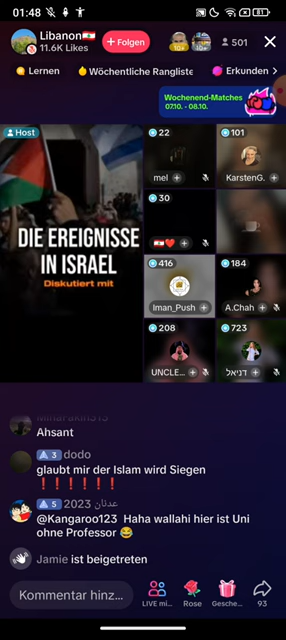 01:48
81
Libanon🇱🇧
11.6K Likes
+ Folgen
10+
10+
501
Lernen
Wöchentliche Rangliste
Erkunden >
Wochenend-Matches
07.10. - 08.10.
Host
22
101
mel
KarstenG.
30
🇱🇧❤️
DIE EREIGNISSE
IN ISRAEL
Diskutiert mit
416
184
Iman_Push
A.Chah
208
723
UNCLE...
דניאל
Ahsant
3 dodo
glaubt mir der Islam wird Siegen
❗❗❗❗❗❗
5 2023 عدنان
@Kangaroo123 Haha wallahi hier ist Uni
ohne Professor 😂
Jamie ist beigetreten
Kommentar hinz...
LIVE mi...
Rose
Gesche...
93